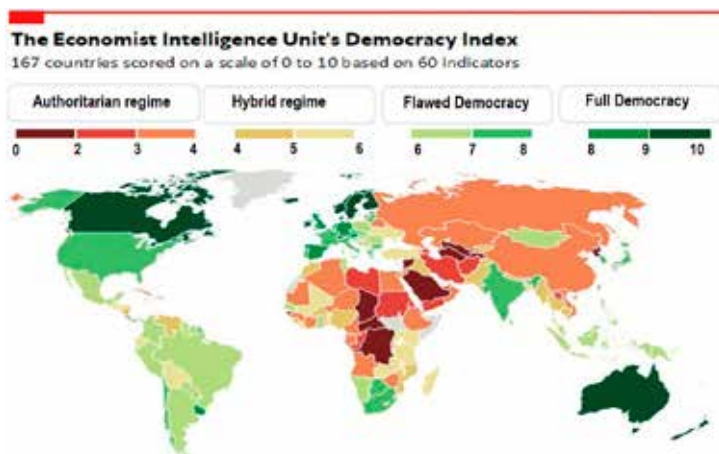 The Economist Intelligence Unit's Democracy Index
167 countries scored on a scale of 0 to 10 based on 60 indicators
Authoritarian regime Hybrid regime Flawed Democracy Full Democracy
0 2 3 4 4 5 6 6 7 8 8 9 10